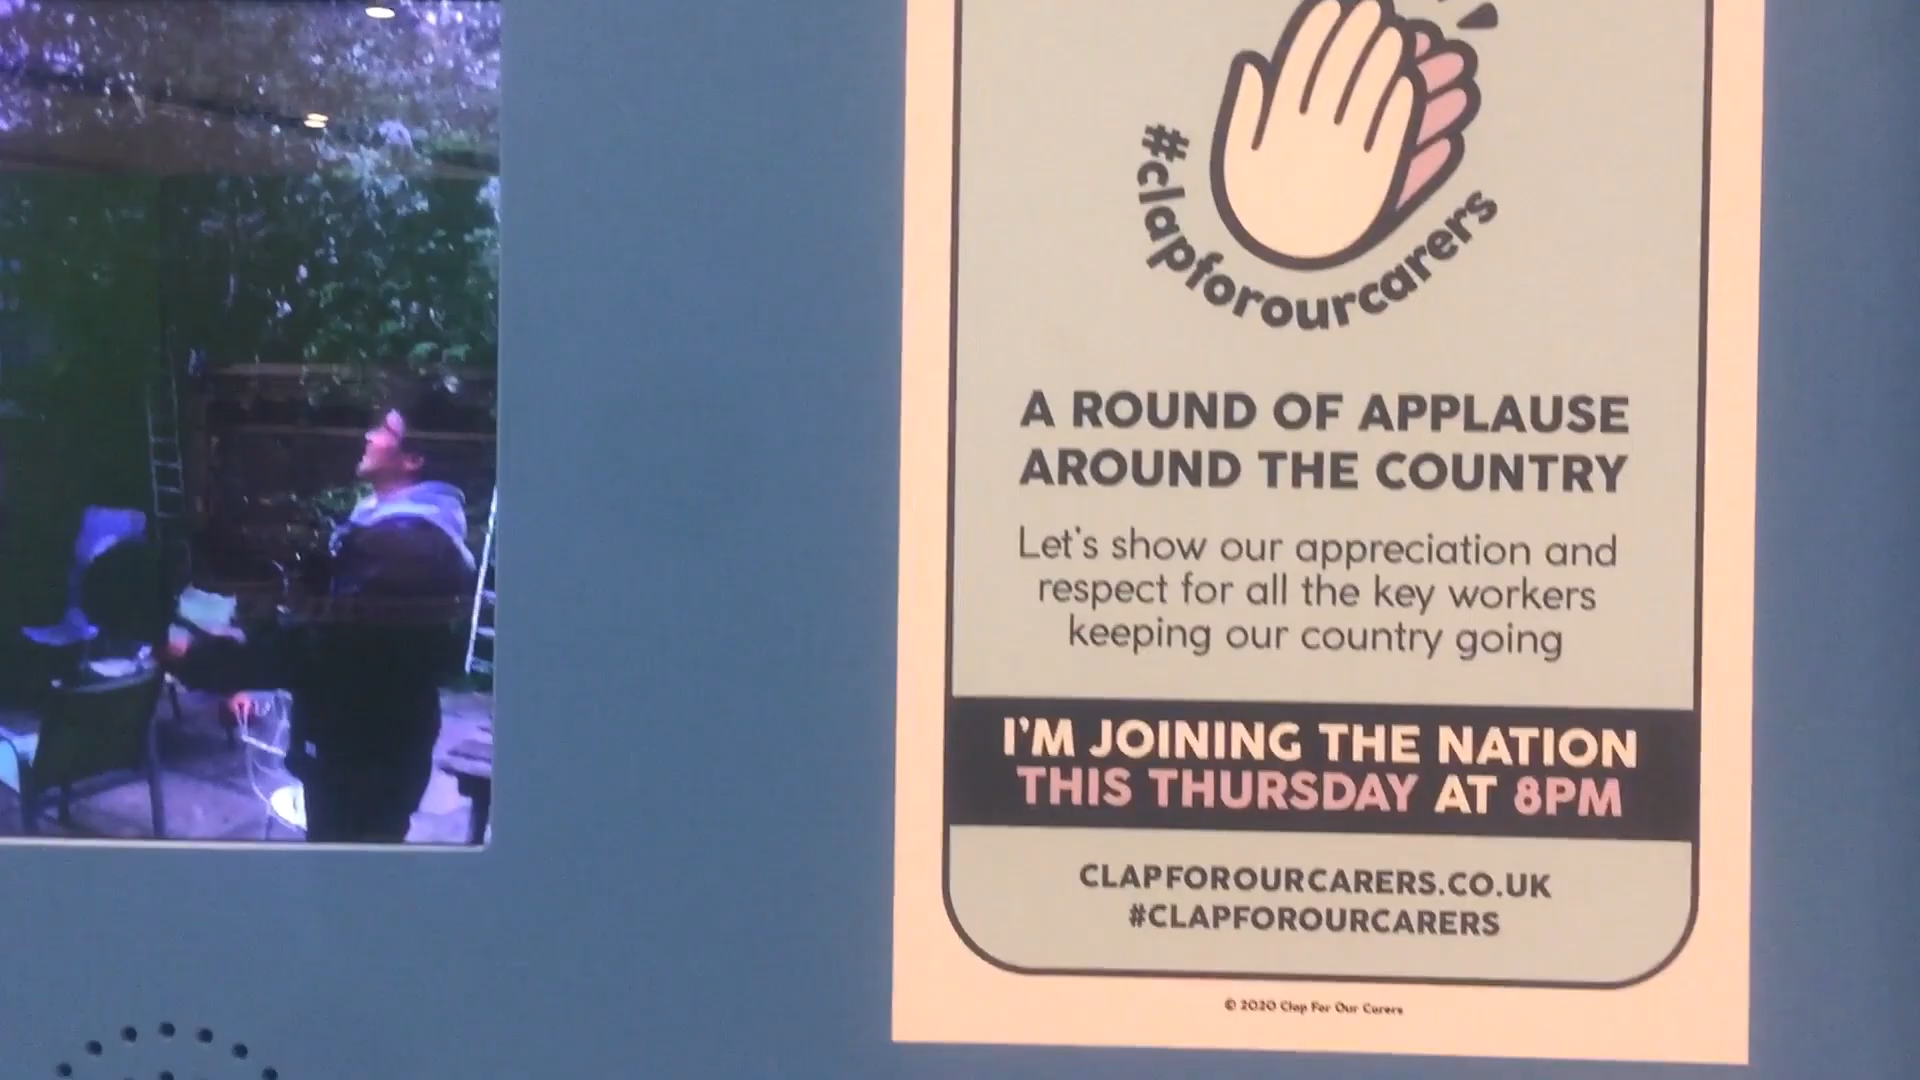 #clapforourcarers
A ROUND OF APPLAUSE
AROUND THE COUNTRY
Let's show our appreciation and
respect for all the key workers
keeping our country going
I'M JOINING THE NATION
THIS THURSDAY AT 8PM
CLAPFOROURCARERS.CO.UK
#CLAPFOROURCARERS
© 2020 Clap For Our Carers